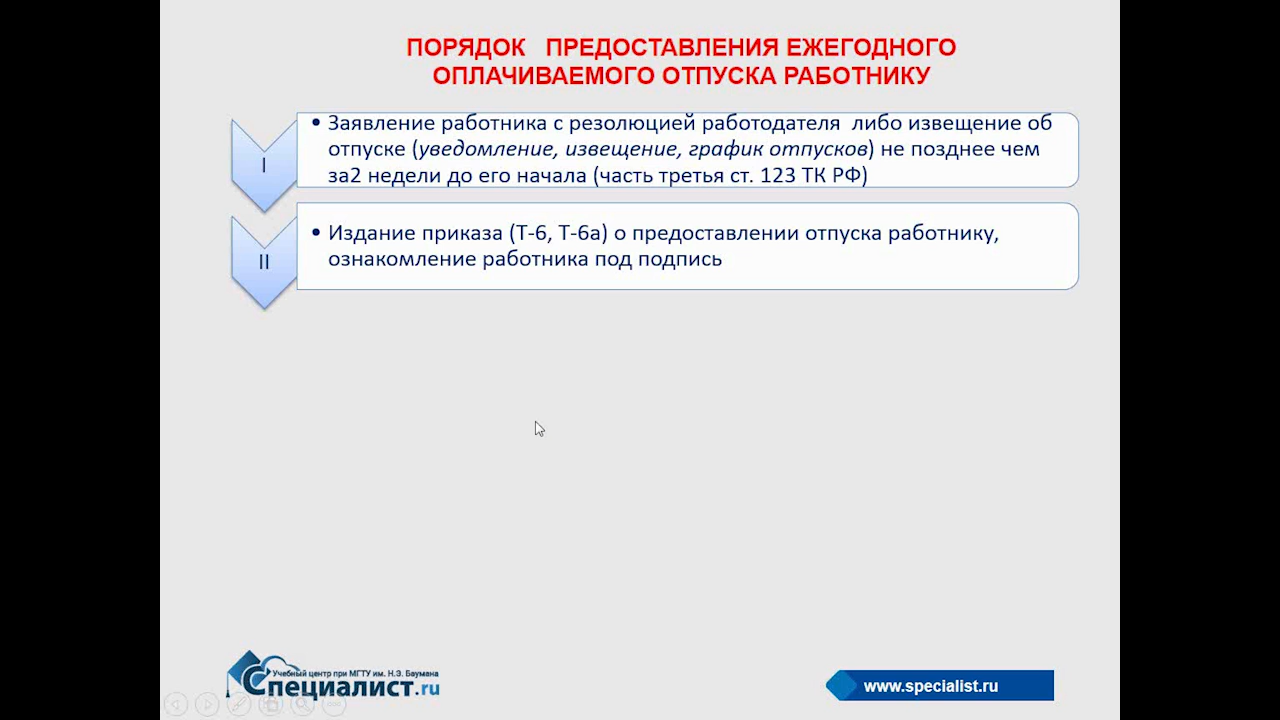 ПОРЯДОК ПРЕДОСТАВЛЕНИЯ ЕЖЕГОДНОГО
ОПЛАЧИВАЕМОГО ОТПУСКА РАБОТНИКУ
I
• Заявление работника с резолюцией работодателя либо извещение об
отпуске (уведомление, извещение, график отпусков) не позднее чем
за2 недели до его начала (часть третья ст. 123 ТК РФ)
II
• Издание приказа (Т-6, Т-6а) о предоставлении отпуска работнику,
ознакомление работника под подпись
Учебный центр при МГТУ им. Н.Э. Баумана
Специалист.ru
www.specialist.ru